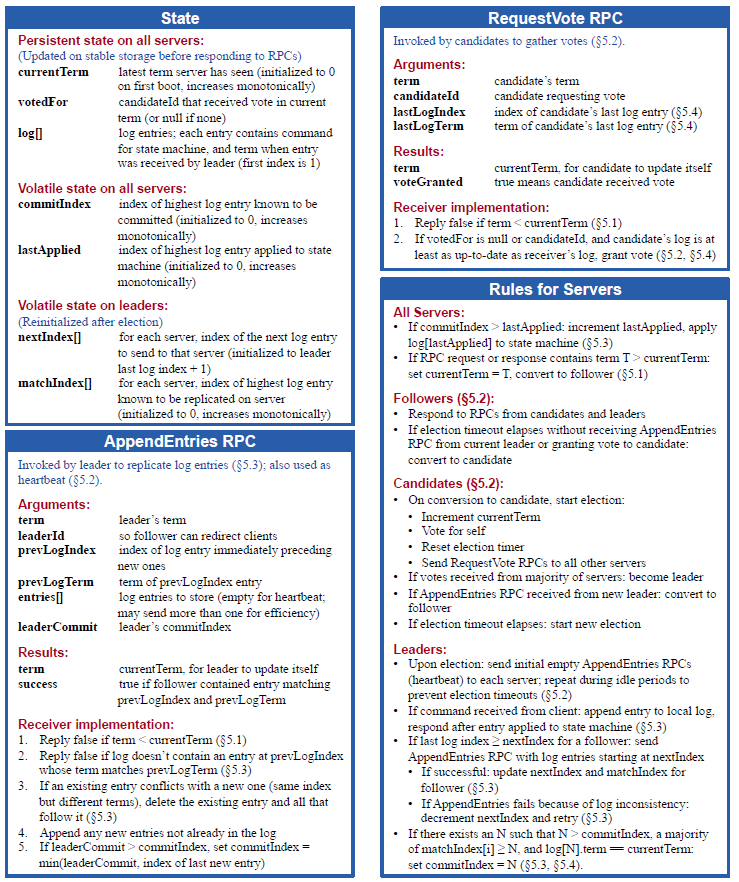 State
Persistent state on all servers:
(Updated on stable storage before responding to RPCs)
currentTerm latest term server has seen (initialized to 0
on first boot, increases monotonically)
votedFor candidateId that received vote in current
term (or null if none)
log[] log entries; each entry contains command
for state machine, and term when entry
was received by leader (first index is 1)
Volatile state on all servers:
commitIndex index of highest log entry known to be
committed (initialized to 0, increases
monotonically)
lastApplied index of highest log entry applied to state
machine (initialized to 0, increases
monotonically)
Volatile state on leaders:
(Reinitialized after election)
nextIndex[] for each server, index of the next log entry
to send to that server (initialized to leader
last log index + 1)
matchIndex[] for each server, index of highest log entry
known to be replicated on server
(initialized to 0, increases monotonically)
AppendEntries RPC
Invoked by leader to replicate log entries (§5.3); also used as
heartbeat (§5.2).
Arguments:
term leader's term
leaderId so follower can redirect clients
prevLogIndex index of log entry immediately preceding
new ones
prevLogTerm term of prevLogIndex entry
entries[] log entries to store (empty for heartbeat;
may send more than one for efficiency)
leaderCommit leader's commitIndex
Results:
term currentTerm, for leader to update itself
success true if follower contained entry matching
prevLogIndex and prevLogTerm
Receiver implementation:
1. Reply false if term < currentTerm (§5.1)
2. Reply false if log doesn't contain an entry at prevLogIndex
whose term matches prevLogTerm (§5.3)
3. If an existing entry conflicts with a new one (same index
but different terms), delete the existing entry and all that
follow it (§5.3)
4. Append any new entries not already in the log
5. If leaderCommit > commitIndex, set commitIndex =
min(leaderCommit, index of last new entry)
RequestVote RPC
Invoked by candidates to gather votes (§5.2).
Arguments:
term candidate's term
candidateId candidate requesting vote
lastLogIndex index of candidate's last log entry (§5.4)
lastLogTerm term of candidate's last log entry (§5.4)
Results:
term currentTerm, for candidate to update itself
voteGranted true means candidate received vote
Receiver implementation:
1. Reply false if term < currentTerm (§5.1)
2. If votedFor is null or candidateId, and candidate's log is at
least as up-to-date as receiver's log, grant vote (§5.2, §5.4)
Rules for Servers
All Servers:
• If commitIndex > lastApplied: increment lastApplied, apply
log[lastApplied] to state machine (§5.3)
• If RPC request or response contains term T > currentTerm:
set currentTerm = T, convert to follower (§5.1)
Followers (§5.2):
• Respond to RPCs from candidates and leaders
• If election timeout elapses without receiving AppendEntries
RPC from current leader or granting vote to candidate:
convert to candidate
Candidates (§5.2):
• On conversion to candidate, start election:
• Increment currentTerm
• Vote for self
• Reset election timer
• Send RequestVote RPCs to all other servers
• If votes received from majority of servers: become leader
• If AppendEntries RPC received from new leader: convert to
follower
• If election timeout elapses: start new election
Leaders:
• Upon election: send initial empty AppendEntries RPCs
(heartbeat) to each server; repeat during idle periods to
prevent election timeouts (§5.2)
• If command received from client: append entry to local log,
respond after entry applied to state machine (§5.3)
• If last log index ≥ nextIndex for a follower: send
AppendEntries RPC with log entries starting at nextIndex
• If successful: update nextIndex and matchIndex for
follower (§5.3)
• If AppendEntries fails because of log inconsistency:
decrement nextIndex and retry (§5.3)
• If there exists an N such that N > commitIndex, a majority
of matchIndex[i] ≥ N, and log[N].term == currentTerm:
set commitIndex = N (§5.3, §5.4).